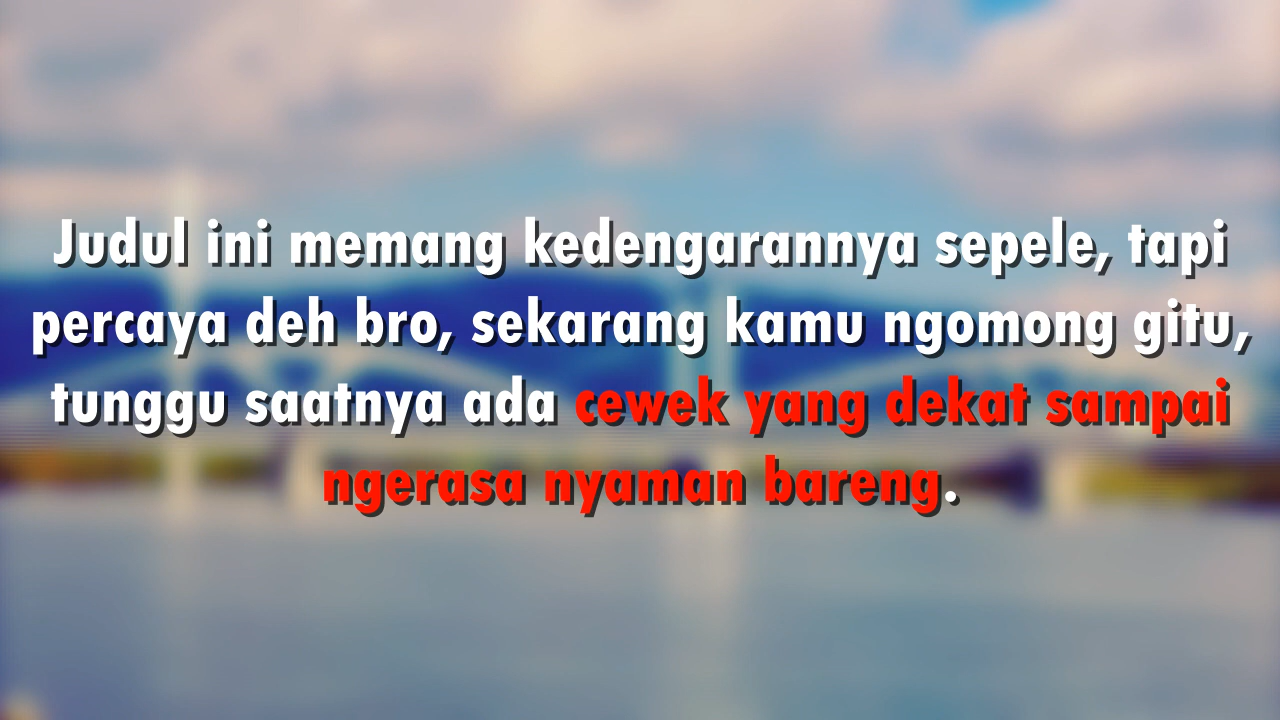 Judul ini memang kedengarannya sepele, tapi
percaya deh bro, sekarang kamu ngomong gitu,
tunggu saatnya ada cewek yang dekat sampai
ngerasa nyaman bareng.